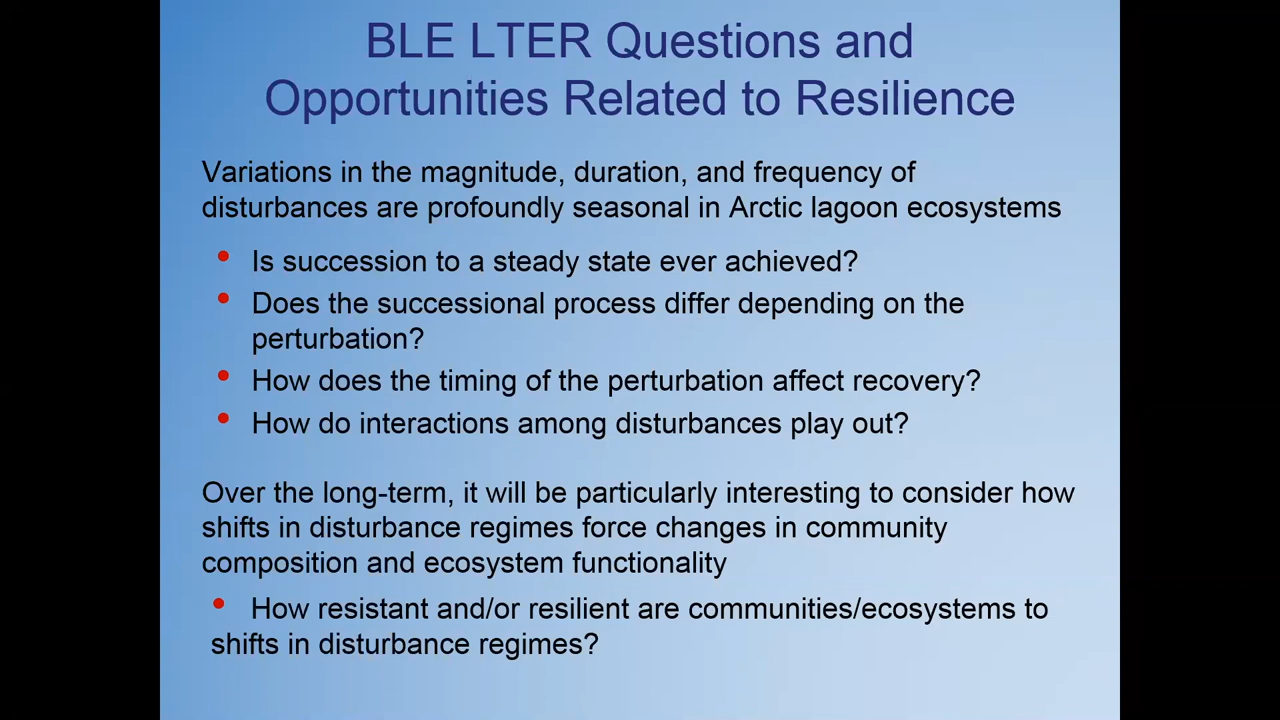 BLE LTER Questions and
Opportunities Related to Resilience
Variations in the magnitude, duration, and frequency of
disturbances are profoundly seasonal in Arctic lagoon ecosystems
• Is succession to a steady state ever achieved?
• Does the successional process differ depending on the
perturbation?
• How does the timing of the perturbation affect recovery?
• How do interactions among disturbances play out?
Over the long-term, it will be particularly interesting to consider how
shifts in disturbance regimes force changes in community
composition and ecosystem functionality
• How resistant and/or resilient are communities/ecosystems to
shifts in disturbance regimes?